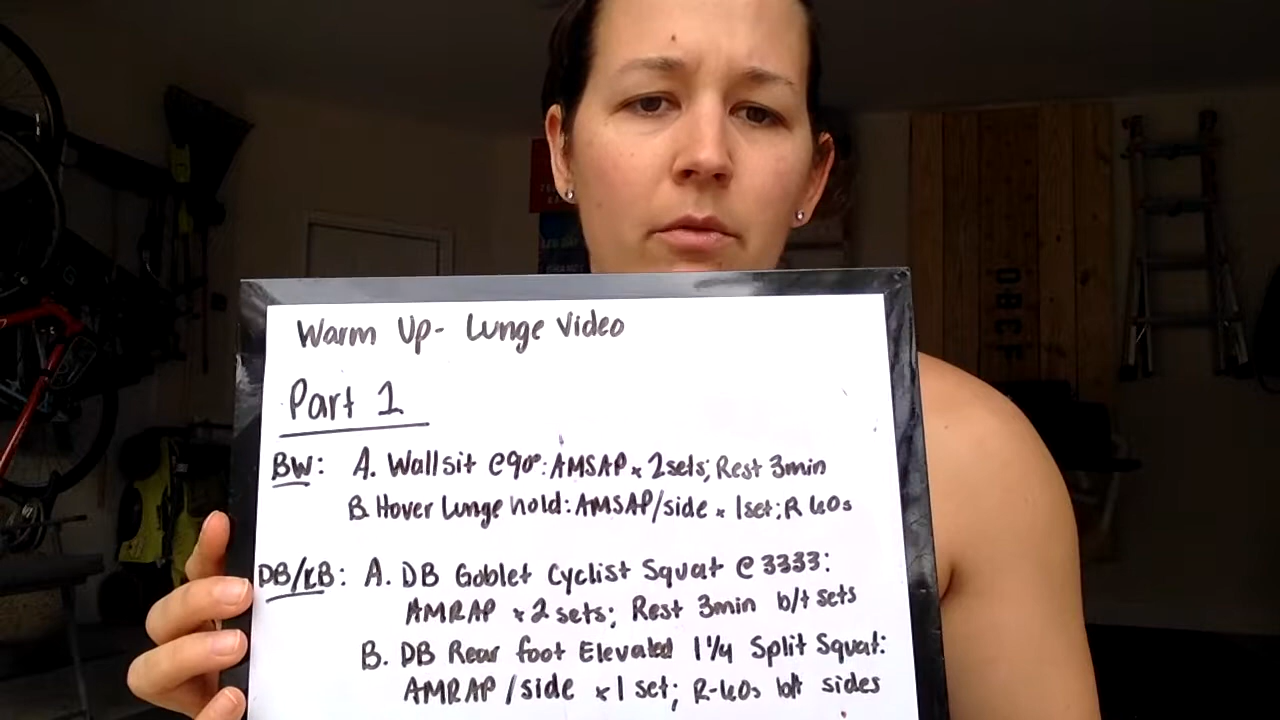 Warm Up- Lunge Video
Part 1
BW: A. Wall sit @90°: AMSAP x 2sets; Rest 3min
B. Hover Lunge hold: AMSAP/side x 1set; R 60s
DB/KB: A. DB Goblet Cyclist Squat @ 3333:
AMRAP x 2 sets; Rest 3min b/t sets
B. DB Rear foot Elevated 1 1/4 Split Squat:
AMRAP/side x 1 set; R-60s b/t sides